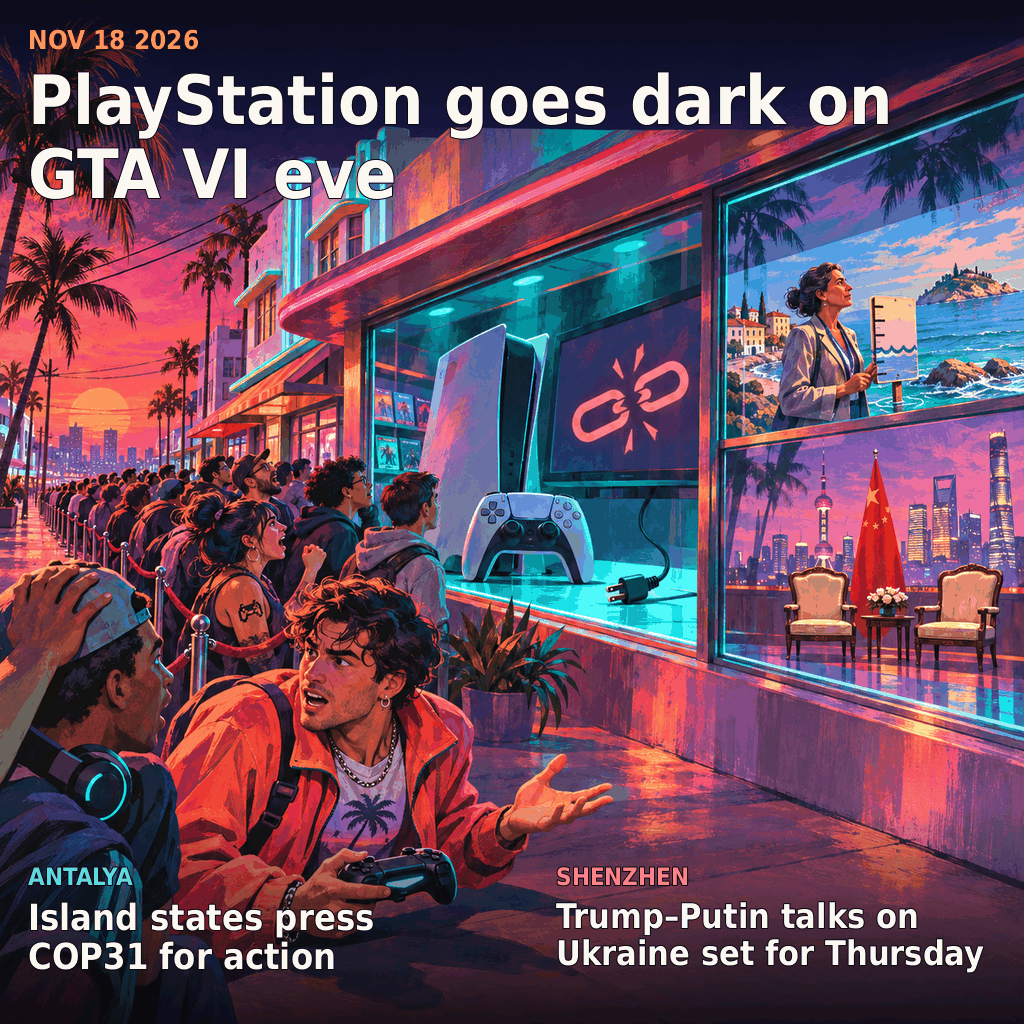 NOV 18 2026
PlayStation goes dark on
GTA VI eve
ANTALYA
Island states press
COP31 for action
SHENZHEN
Trump–Putin talks on
Ukraine set for Thursday